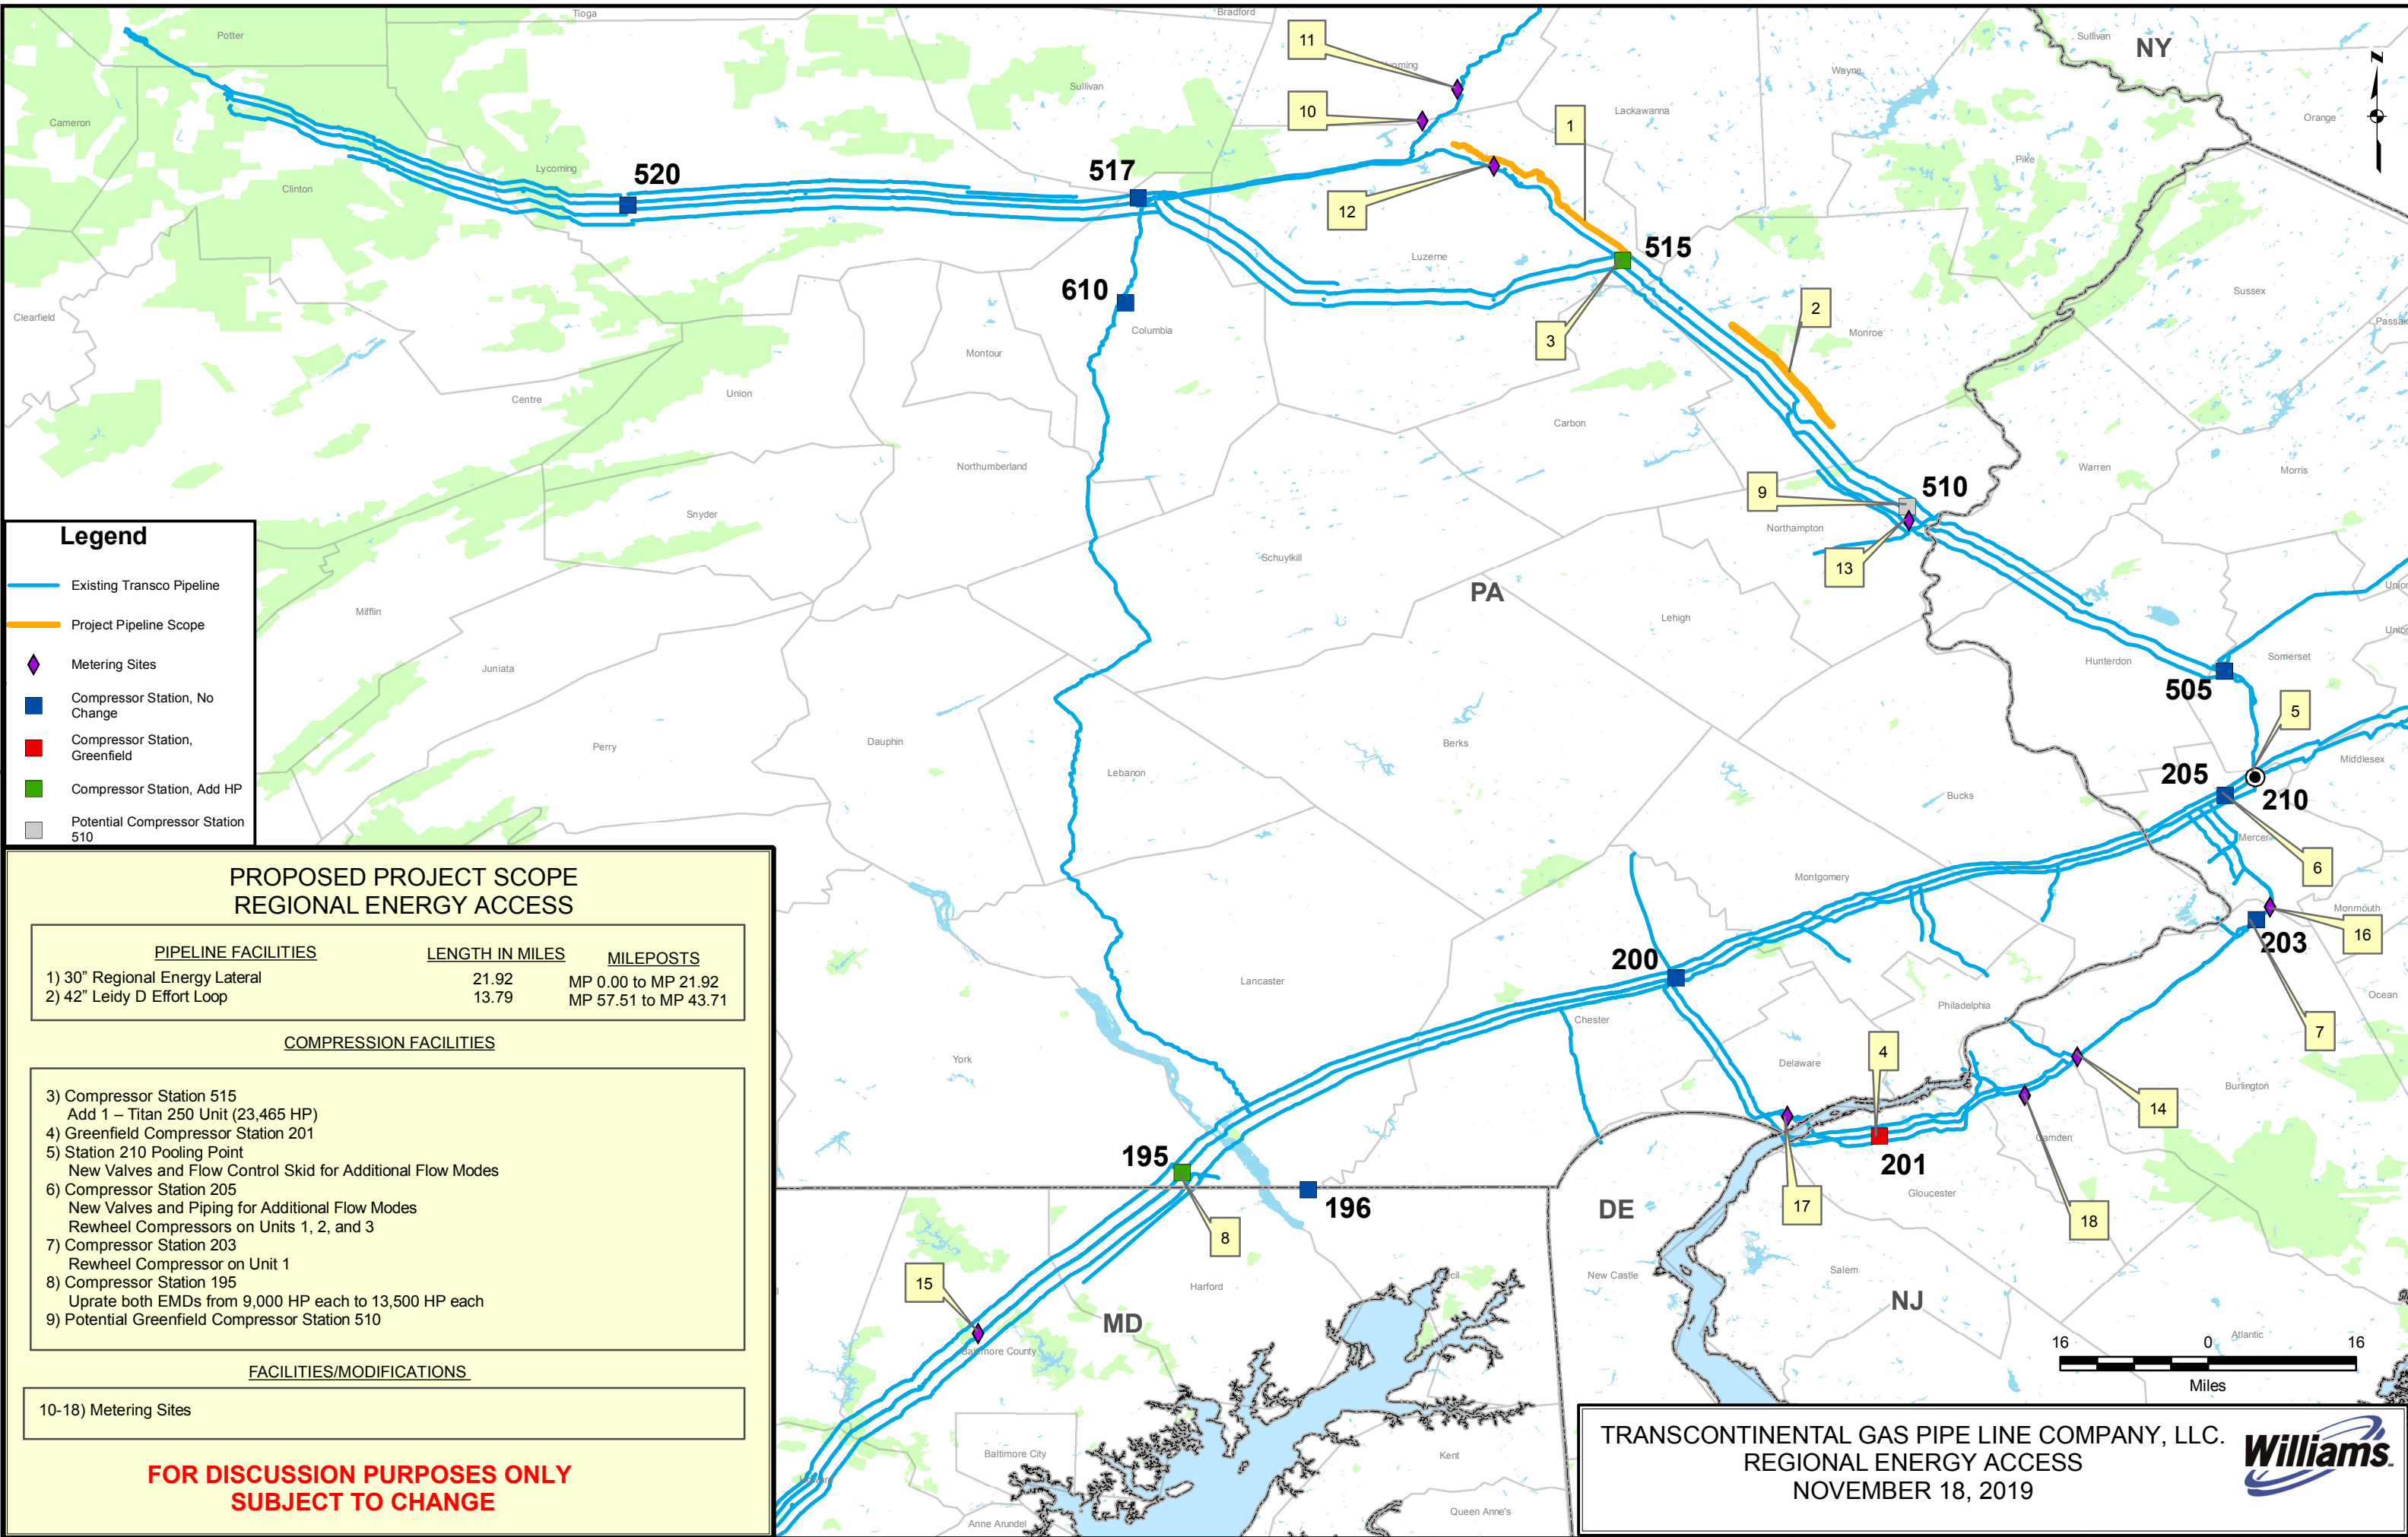 Tioga
Bradford
Potter
Sullivan
NY
N
11
Wayne
Sullivan
10
1
Lackawanna
Cameron
Orange
Lycoming
520
517
Pike
Clinton
12
515
Luzerne
610
Sussex
Clearfield
Columbia
2
Passaic
3
Monroe
Montour
Union
Centre
Carbon
Northumberland
Warren
Morris
9
510
Snyder
Northampton
Schuylkill
13
Union
PA
Mifflin
Lehigh
Union
Juniata
Hunterdon
Somerset
505
5
Perry
Dauphin
Berks
Lebanon
Middlesex
205
210
Bucks
Mercer
6
Montgomery
Monmouth
16
203
200
Lancaster
Ocean
Philadelphia
Chester
7
York
4
Delaware
Burlington
14
Camden
195
201
196
17
18
Gloucester
DE
8
15
Harford
Cecil
New Castle
Salem
MD
NJ
Baltimore County
Atlantic
16 0 16
Miles
Baltimore City
Kent
Howard
Anne Arundel
Queen Anne's
Legend
Existing Transco Pipeline
Project Pipeline Scope
Metering Sites
Compressor Station, No
Change
Compressor Station,
Greenfield
Compressor Station, Add HP
Potential Compressor Station
510
PROPOSED PROJECT SCOPE
REGIONAL ENERGY ACCESS
PIPELINE FACILITIES LENGTH IN MILES MILEPOSTS
1) 30” Regional Energy Lateral 21.92 MP 0.00 to MP 21.92
2) 42” Leidy D Effort Loop 13.79 MP 57.51 to MP 43.71
COMPRESSION FACILITIES
3) Compressor Station 515
Add 1 – Titan 250 Unit (23,465 HP)
4) Greenfield Compressor Station 201
5) Station 210 Pooling Point
New Valves and Flow Control Skid for Additional Flow Modes
6) Compressor Station 205
New Valves and Piping for Additional Flow Modes
Rewheel Compressors on Units 1, 2, and 3
7) Compressor Station 203
Rewheel Compressor on Unit 1
8) Compressor Station 195
Uprate both EMDs from 9,000 HP each to 13,500 HP each
9) Potential Greenfield Compressor Station 510
FACILITIES/MODIFICATIONS
10-18) Metering Sites
FOR DISCUSSION PURPOSES ONLY
SUBJECT TO CHANGE
TRANSCONTINENTAL GAS PIPE LINE COMPANY, LLC.
REGIONAL ENERGY ACCESS
NOVEMBER 18, 2019
Williams